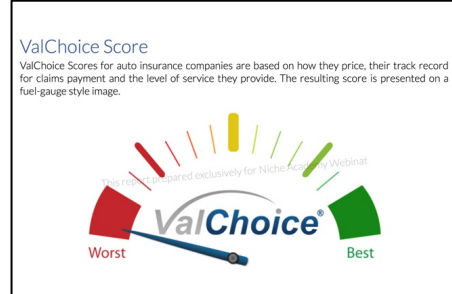 ValChoice Score
ValChoice Scores for auto insurance companies are based on how they price, their track record
for claims payment and the level of service they provide. The resulting score is presented on a
fuel-gauge style image.
This report prepared exclusively for Niche Academy Webinat
ValChoice®
Worst
Best